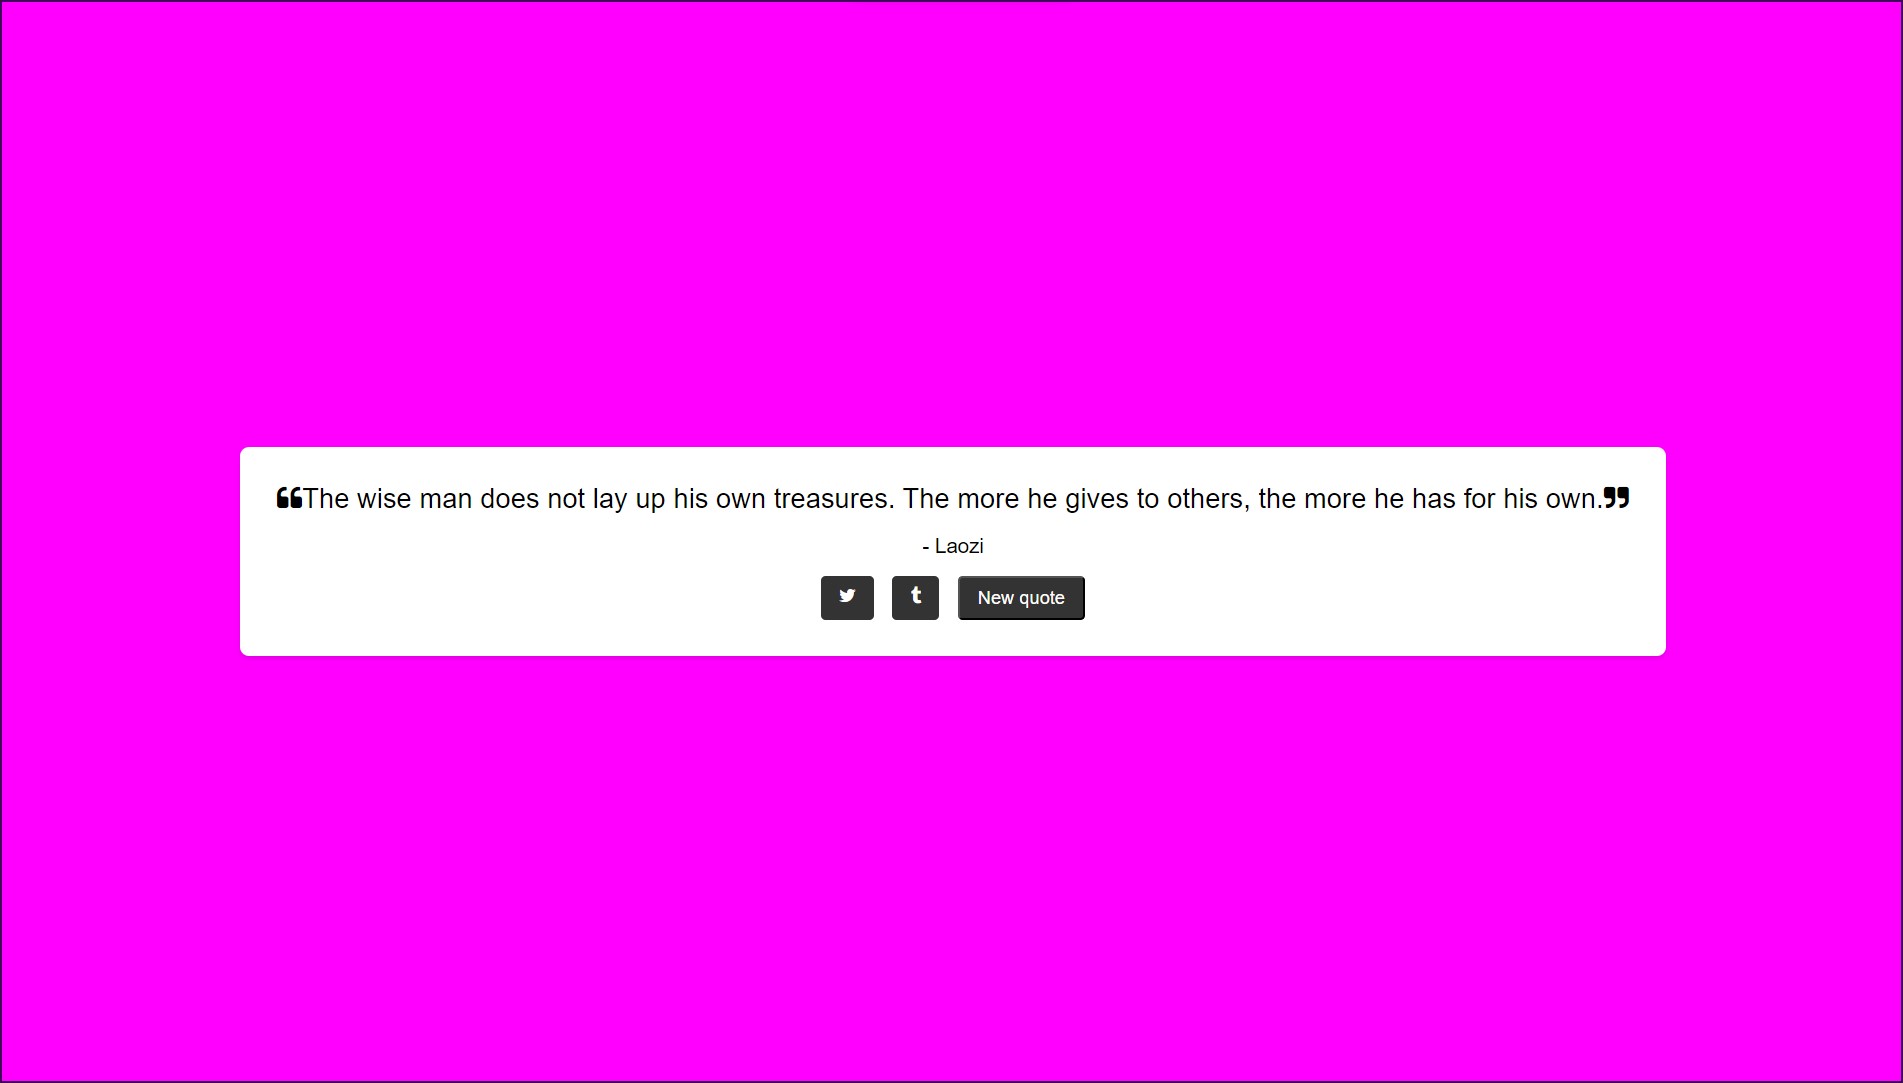 ❝The wise man does not lay up his own treasures. The more he gives to others, the more he has for his own.❞
- Laozi
New quote